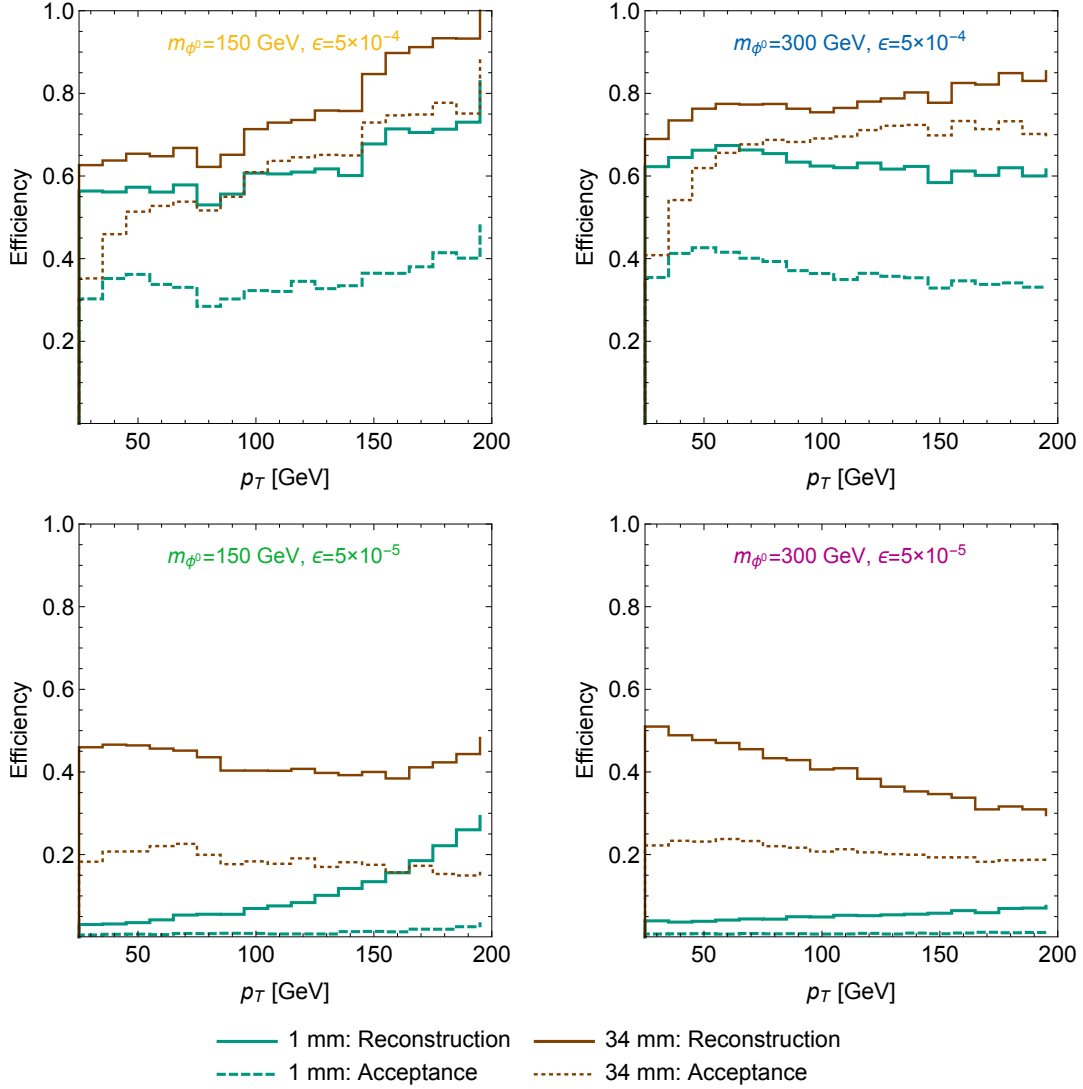 m_ϕ⁰=150 GeV, ϵ=5×10⁻⁴
1.0
0.8
0.6
0.4
0.2
Efficiency
50 100 150 200
p_T [GeV]
m_ϕ⁰=300 GeV, ϵ=5×10⁻⁴
1.0
0.8
0.6
0.4
0.2
Efficiency
50 100 150 200
p_T [GeV]
m_ϕ⁰=150 GeV, ϵ=5×10⁻⁵
1.0
0.8
0.6
0.4
0.2
Efficiency
50 100 150 200
p_T [GeV]
m_ϕ⁰=300 GeV, ϵ=5×10⁻⁵
1.0
0.8
0.6
0.4
0.2
Efficiency
50 100 150 200
p_T [GeV]
1 mm: Reconstruction 34 mm: Reconstruction
1 mm: Acceptance 34 mm: Acceptance